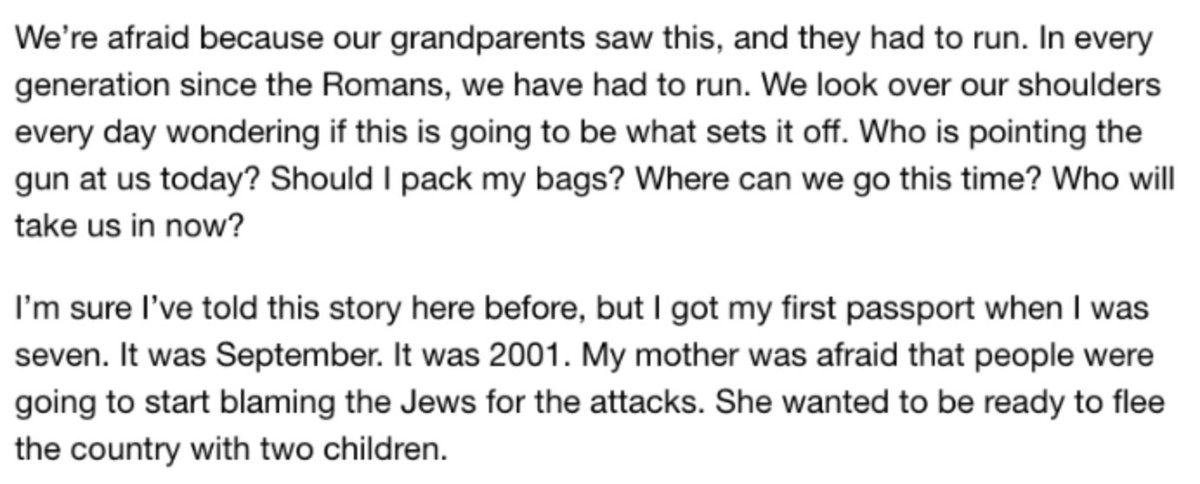 We’re afraid because our grandparents saw this, and they had to run. In every
generation since the Romans, we have had to run. We look over our shoulders
every day wondering if this is going to be what sets it off. Who is pointing the
gun at us today? Should I pack my bags? Where can we go this time? Who will
take us in now?
I’m sure I’ve told this story here before, but I got my first passport when I was
seven. It was September. It was 2001. My mother was afraid that people were
going to start blaming the Jews for the attacks. She wanted to be ready to flee
the country with two children.